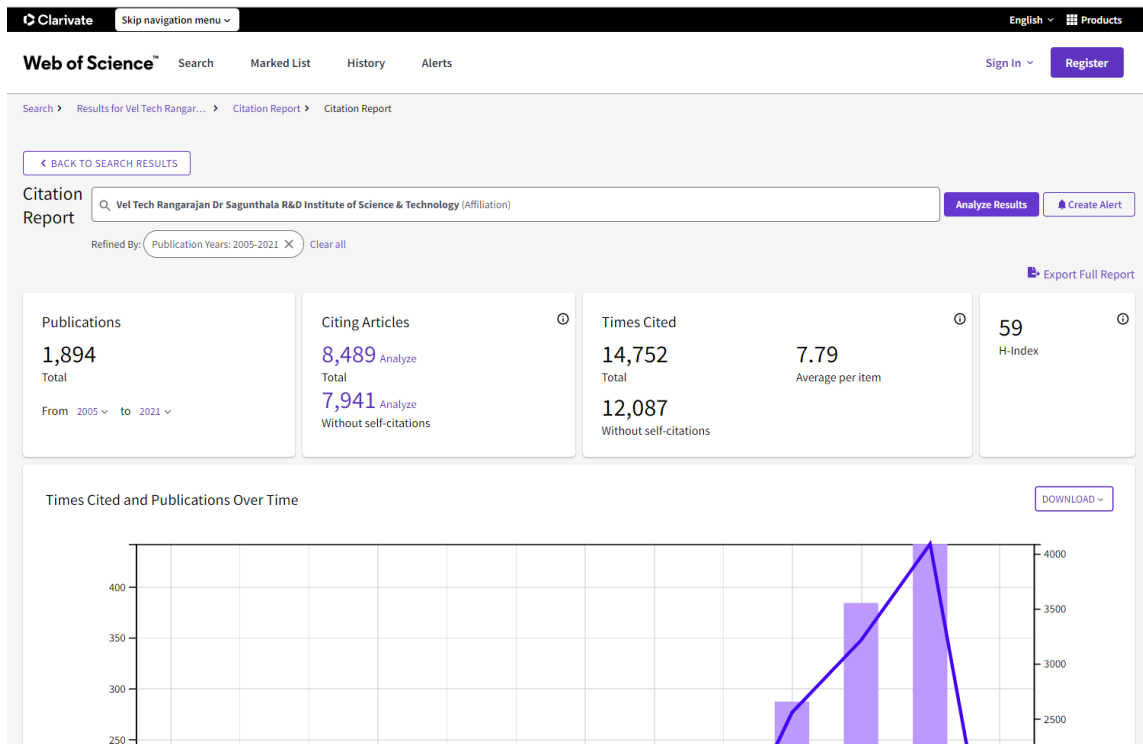 Clarivate Skip navigation menu English Products
Web of Science™ Search Marked List History Alerts Sign In Register
Search > Results for Vel Tech Rangar... > Citation Report > Citation Report
BACK TO SEARCH RESULTS
Citation Report
Vel Tech Rangarajan Dr Sagunthala R&D Institute of Science & Technology (Affiliation)
Analyze Results Create Alert
Refined By: Publication Years: 2005-2021 Clear all
Export Full Report
Publications
1,894
Total
From 2005 to 2021
Citing Articles
8,489 Analyze
Total
7,941 Analyze
Without self-citations
Times Cited
14,752
Total
12,087
Without self-citations
7.79
Average per item
59
H-Index
Times Cited and Publications Over Time
DOWNLOAD
400
350
300
250
4000
3500
3000
2500